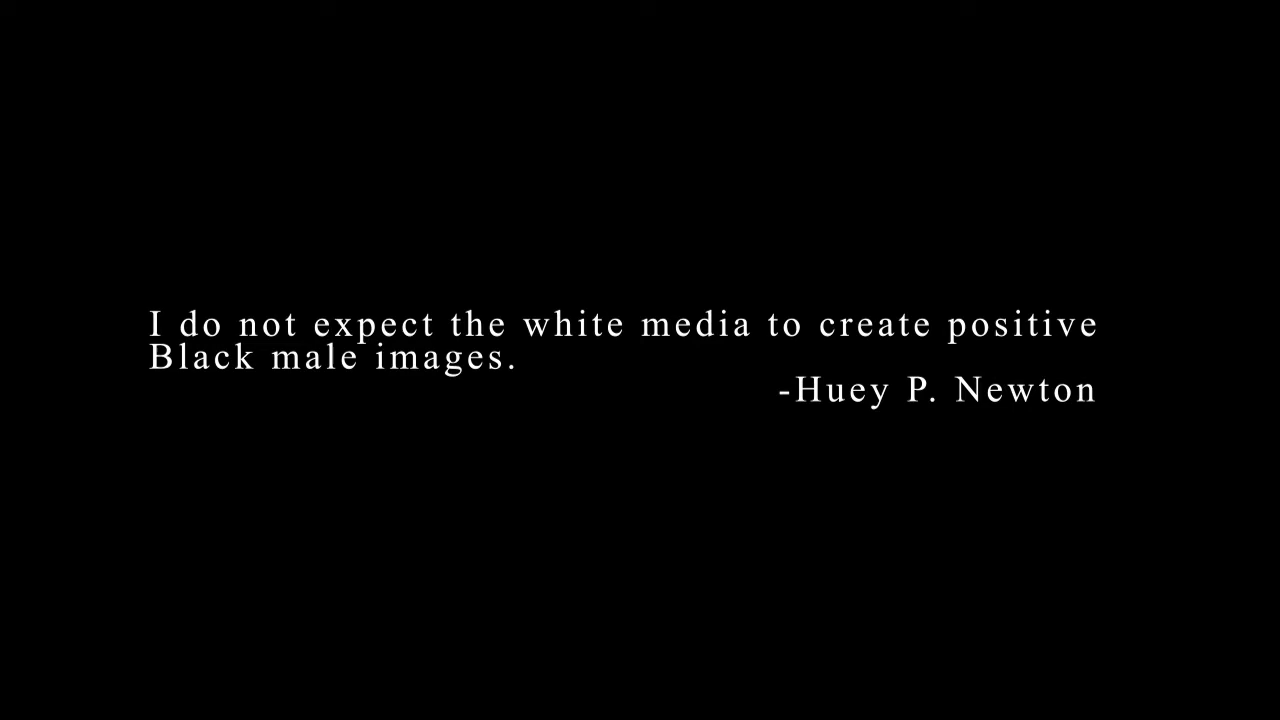 I do not expect the white media to create positive
Black male images.
-Huey P. Newton